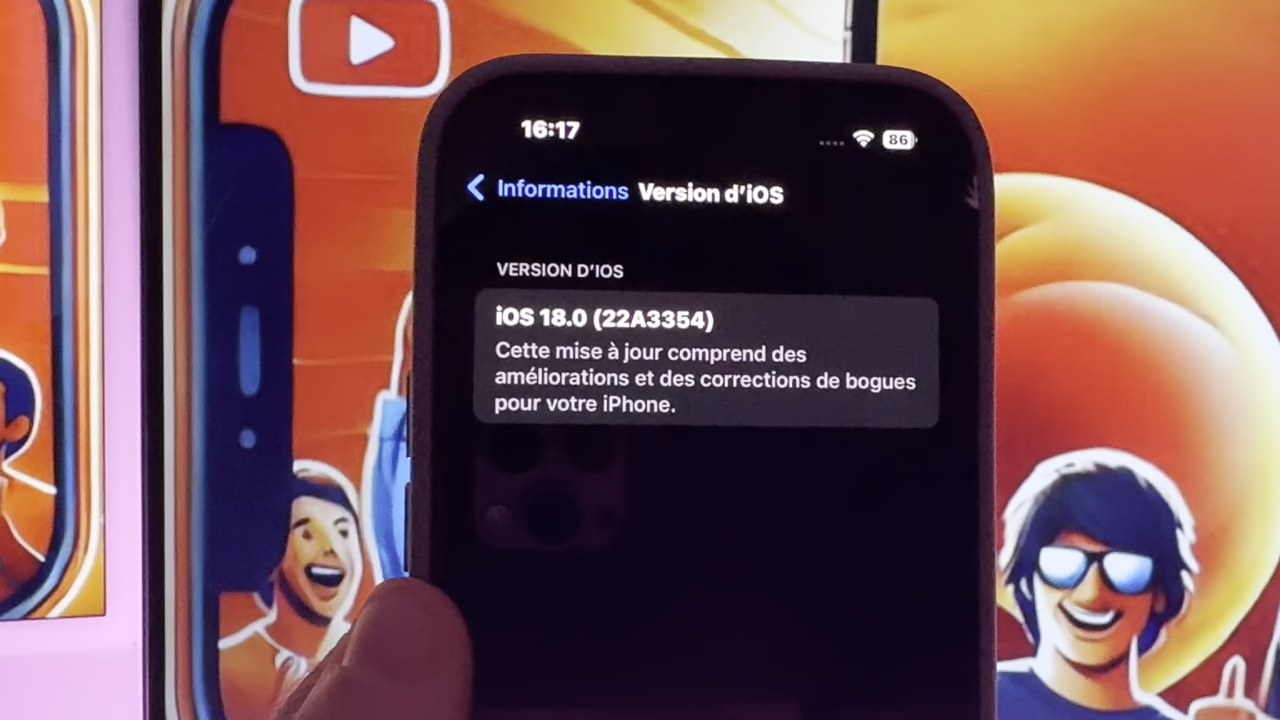 16:17
86
Informations Version d'iOS
VERSION D'IOS
iOS 18.0 (22A3354)
Cette mise à jour comprend des
améliorations et des corrections de bogues
pour votre iPhone.